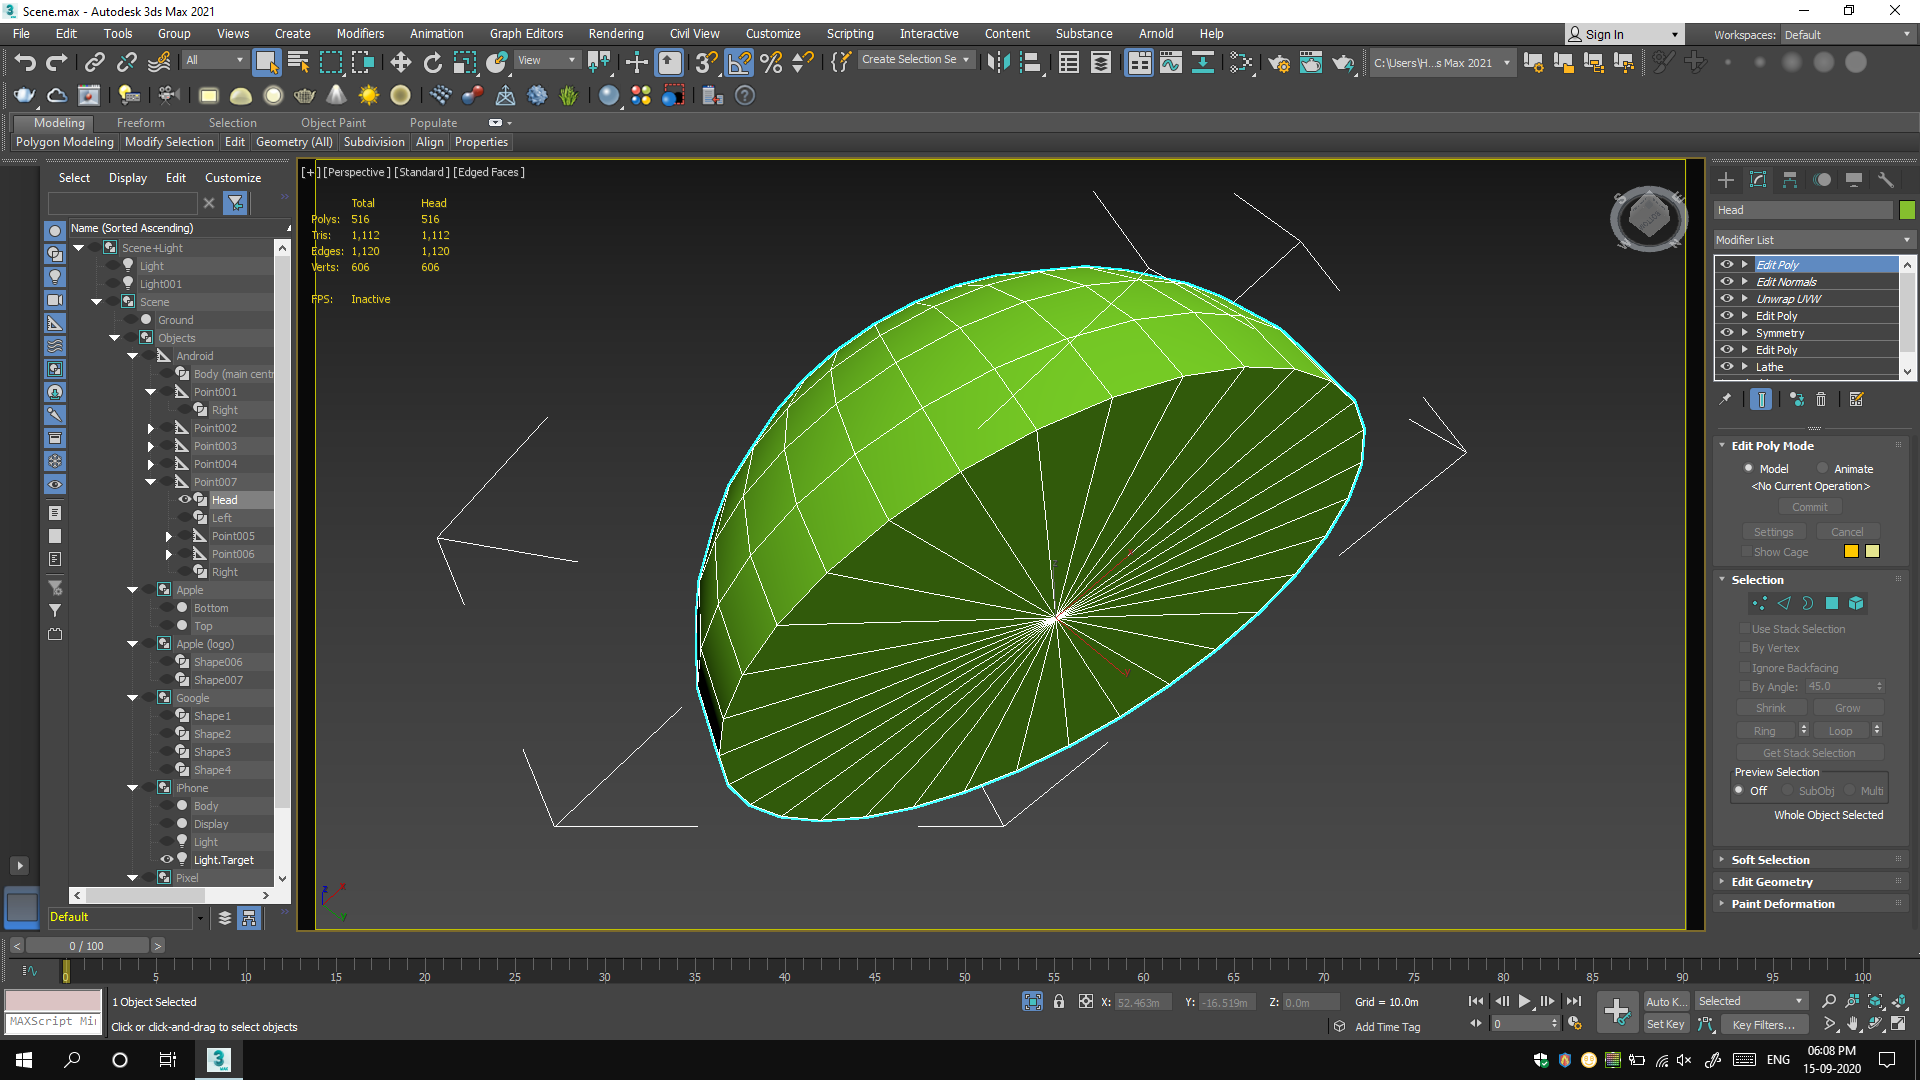 Scene.max - Autodesk 3ds Max 2021
File Edit Tools Group Views Create Modifiers Animation Graph Editors Rendering Civil View Customize Scripting Interactive Content Substance Arnold Help
Sign In Workspaces: Default
All View Create Selection Se C:\Users\H...s Max 2021
Modeling Freeform Selection Object Paint Populate
Polygon Modeling Modify Selection Edit Geometry (All) Subdivision Align Properties
Select Display Edit Customize
Name (Sorted Ascending)
Scene+Light
Light
Light001
Scene
Ground
Objects
Android
Body (main cent
Point001
Right
Point002
Point003
Point004
Point007
Head
Left
Point005
Point006
Right
Apple
Bottom
Top
Apple (logo)
Shape006
Shape007
Google
Shape1
Shape2
Shape3
Shape4
iPhone
Body
Display
Light
Light.Target
Pixel
Default
[+][Perspective][Standard][Edged Faces]
Total Head
Polys: 516 516
Tris: 1,112 1,112
Edges: 1,120 1,120
Verts: 606 606
FPS: Inactive
Head
Modifier List
Edit Poly
Edit Normals
Unwrap UVW
Edit Poly
Symmetry
Edit Poly
Lathe
Edit Poly Mode
Model Animate
<No Current Operation>
Commit
Settings Cancel
Show Cage
Selection
Use Stack Selection
By Vertex
Ignore Backfacing
By Angle: 45.0
Shrink Grow
Ring Loop
Get Stack Selection
Preview Selection
Off SubObj Multi
Whole Object Selected
Soft Selection
Edit Geometry
Paint Deformation
0 / 100
0 5 10 15 20 25 30 35 40 45 50 55 60 65 70 75 80 85 90 95 100
1 Object Selected
X: 52.463m Y: -16.519m Z: 0.0m Grid = 10.0m
Auto K... Selected
MAXScript Mi
Click or click-and-drag to select objects
Add Time Tag
0
Set Key Key Filters...
ENG
06:08 PM
15-09-2020